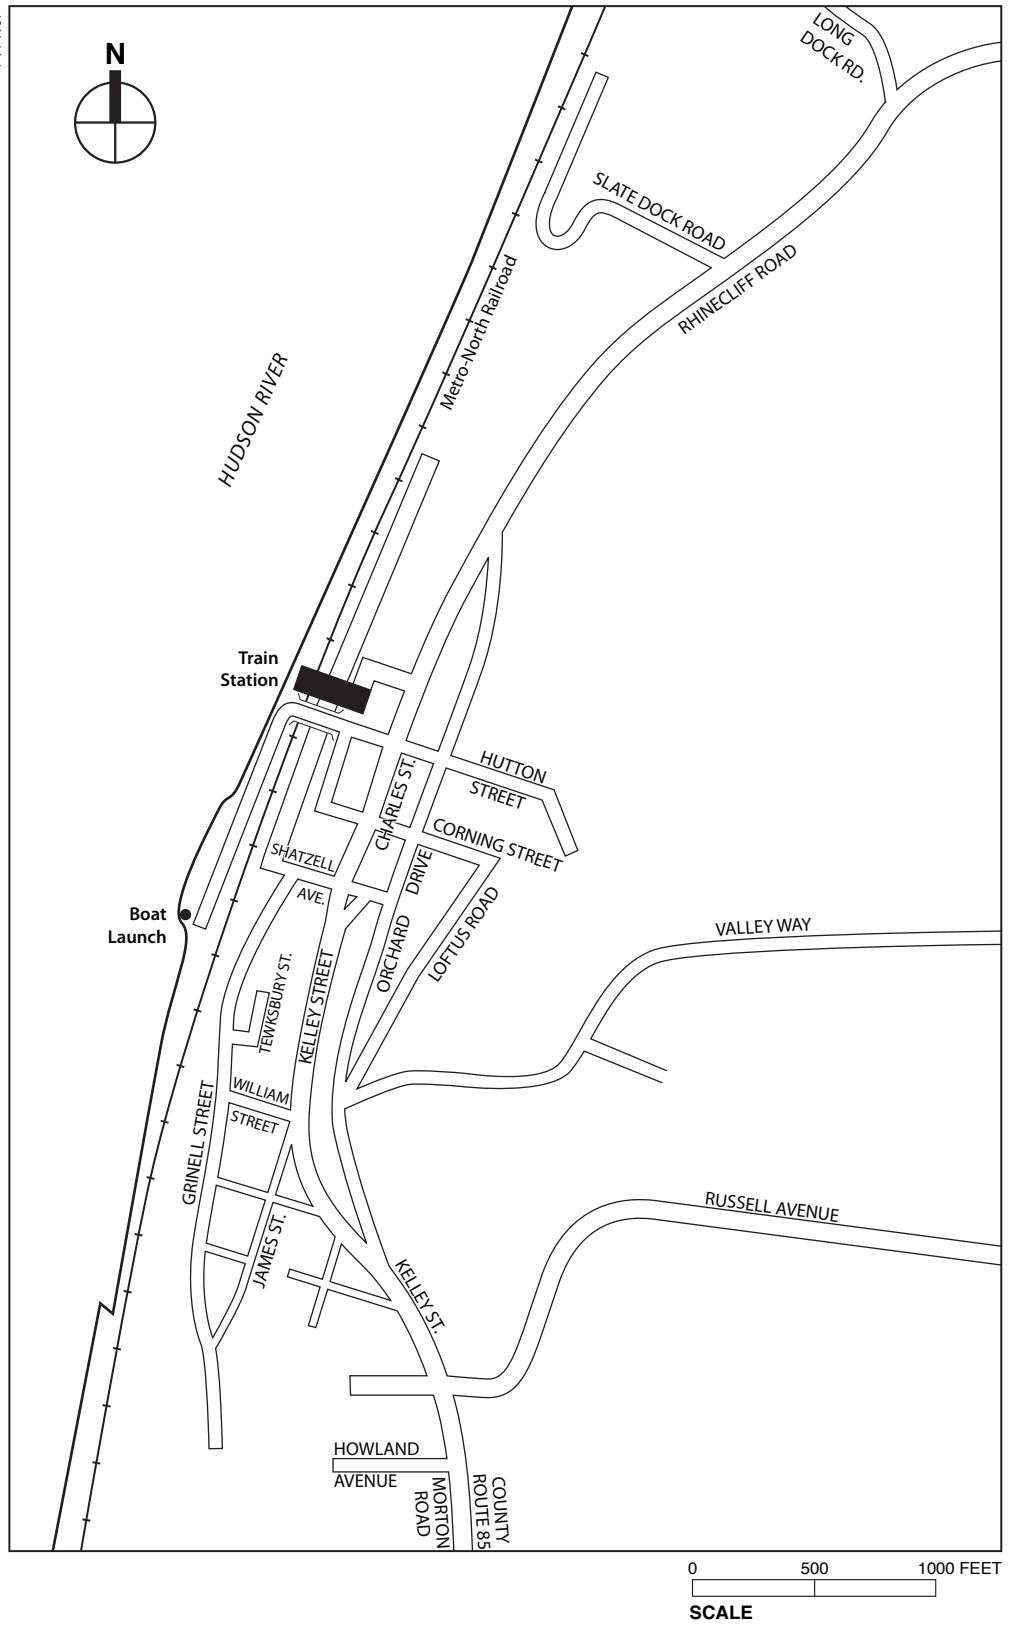 LONG
DOCK RD.
N
SLATE DOCK ROAD
RHINECLIFF ROAD
Metro-North Railroad
HUDSON RIVER
Train
Station
HUTTON
STREET
CHARLES ST.
CORNING STREET
SHATZELL
AVE.
DRIVE
ORCHARD
LOFTUS ROAD
Boat
Launch
VALLEY WAY
TEWKSBURY ST.
KELLEY STREET
WILLIAM
STREET
GRINELL STREET
JAMES ST.
RUSSELL AVENUE
KELLEY ST.
HOWLAND
AVENUE
MORTON
ROAD
COUNTY
ROUTE 85
0 500 1000 FEET
SCALE